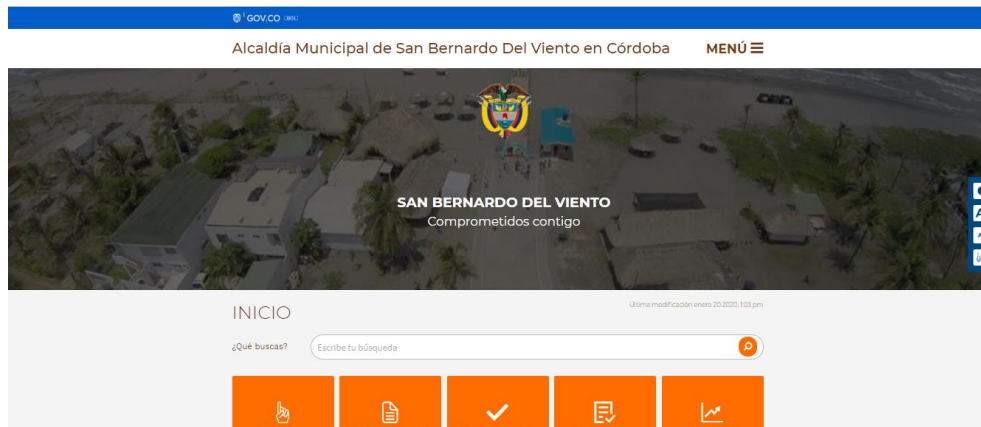 GOV.CO
Alcaldía Municipal de San Bernardo Del Viento en Córdoba
MENÚ
SAN BERNARDO DEL VIENTO
Comprometidos contigo
INICIO
Última modificación enero 20 2020, 1:03 pm
¿Qué buscas?
Escribe tu búsqueda